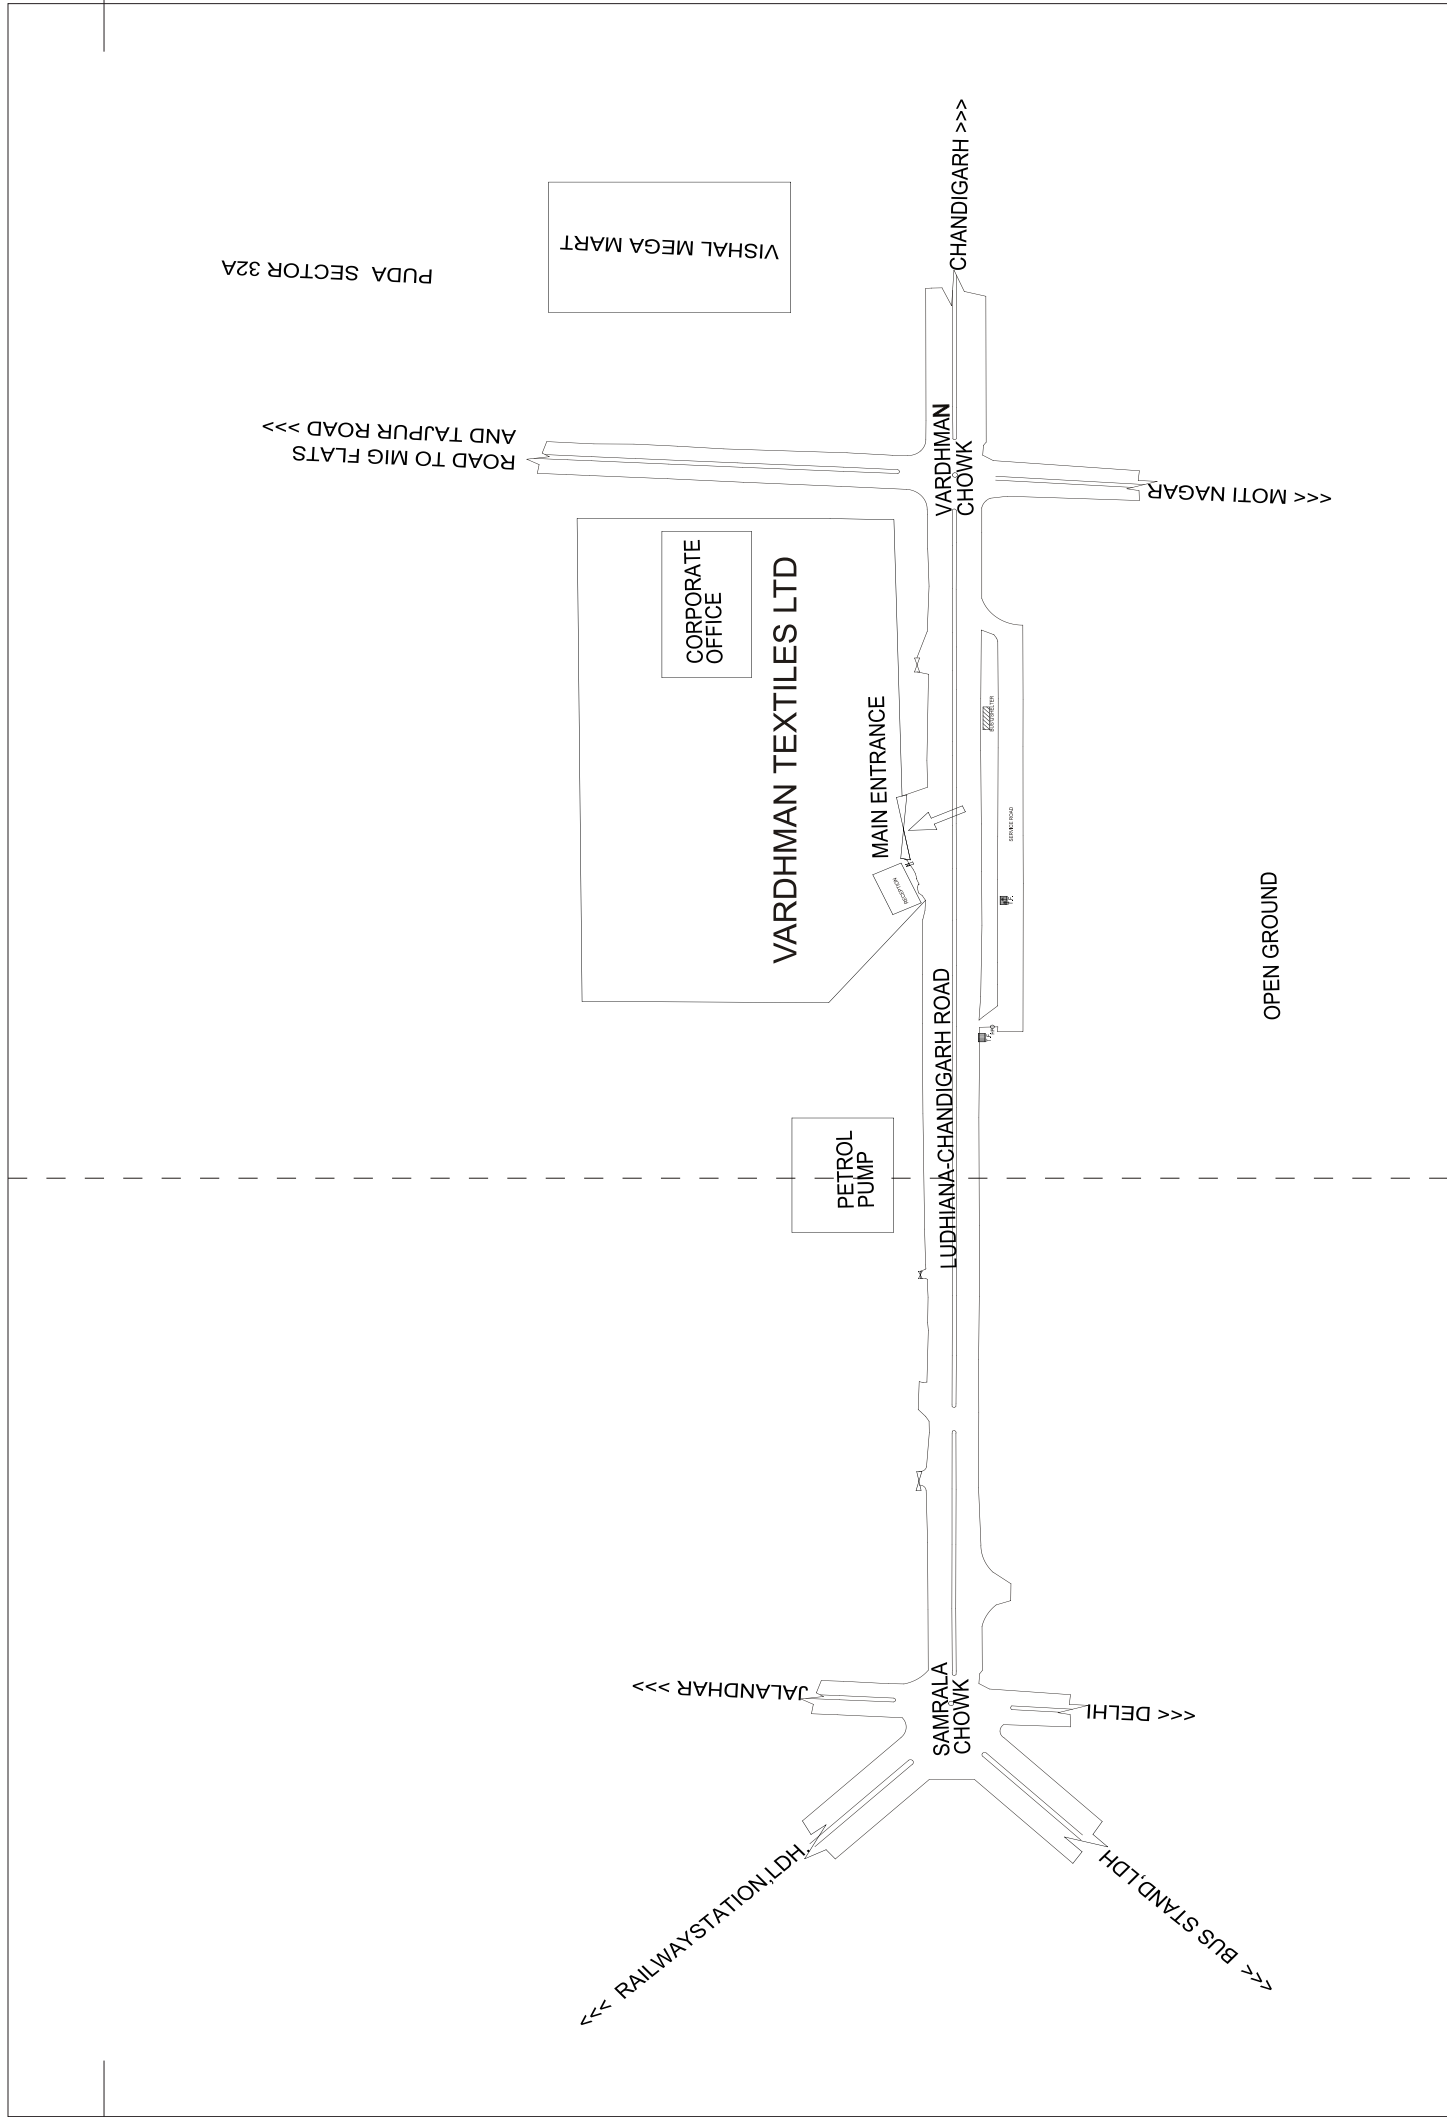 CHANDIGARH >>>
VISHAL MEGA MART
PUDA SECTOR 32A
ROAD TO MIG FLATS
AND TAJPUR ROAD >>>
VARDHMAN
CHOWK
<<< MOTI NAGAR
CORPORATE
OFFICE
VARDHMAN TEXTILES LTD
MAIN ENTRANCE
RECEPTION
SERVICE ROAD
OPEN GROUND
LUDHIANA-CHANDIGARH ROAD
PETROL
PUMP
JALANDHAR >>>
SAMRALA
CHOWK
<<< DELHI
<<< RAILWAYSTATION,LDH.
BUS STAND,LDH
<<<